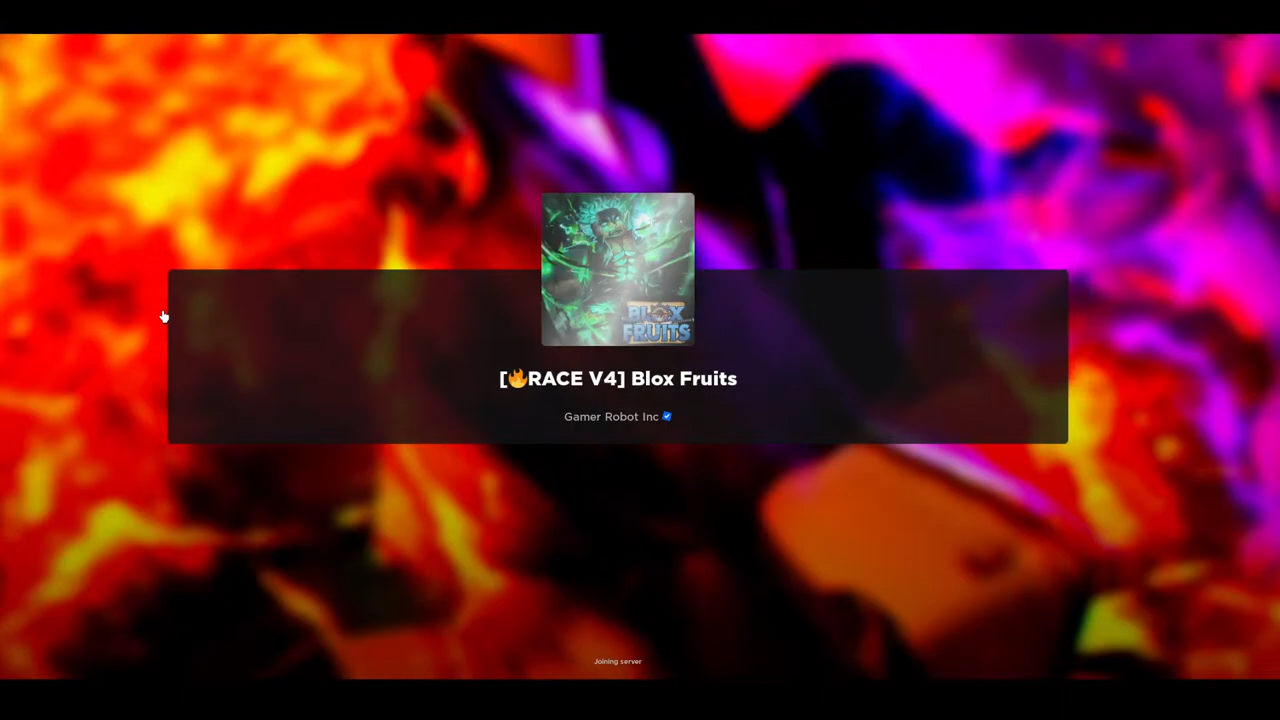 BLOX
FRUITS
[🔥RACE V4] Blox Fruits
Gamer Robot Inc
Joining server